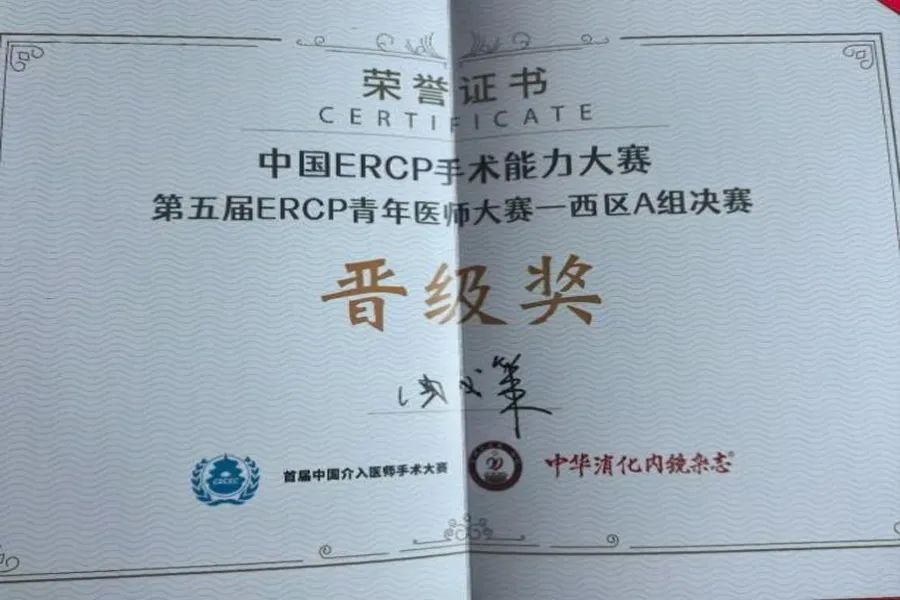 荣誉证书
CERTIFICATE
中国ERCP手术能力大赛
第五届ERCP青年医师大赛—西区A组决赛
晋级奖
策
首届中国介入医师手术大赛
中华消化内镜杂志